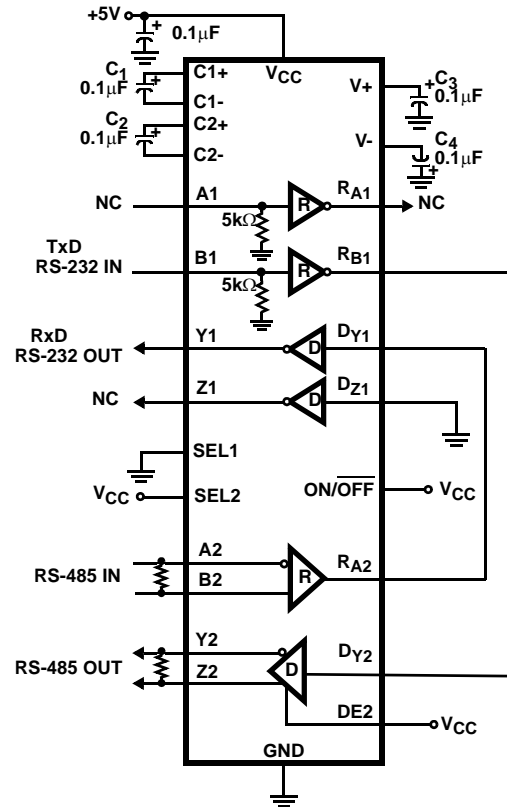 +5V
+
0.1µF
C1
0.1µF
+
C1+
VCC
V+
+
C3
0.1µF
C1-
C2
0.1µF
+
C2+
C2-
V-
C4
0.1µF
+
NC
A1
5kΩ
R
RA1
NC
TxD
RS-232 IN
B1
5kΩ
R
RB1
RxD
RS-232 OUT
Y1
D
DY1
NC
Z1
D
DZ1
SEL1
VCC
SEL2
ON/OFF
VCC
RS-485 IN
A2
B2
R
RA2
RS-485 OUT
Y2
Z2
D
DY2
DE2
VCC
GND